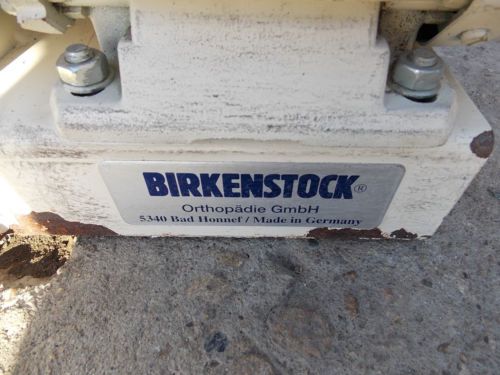 BIRKENSTOCK®
Orthopädie GmbH
5340 Bad Honnef / Made in Germany